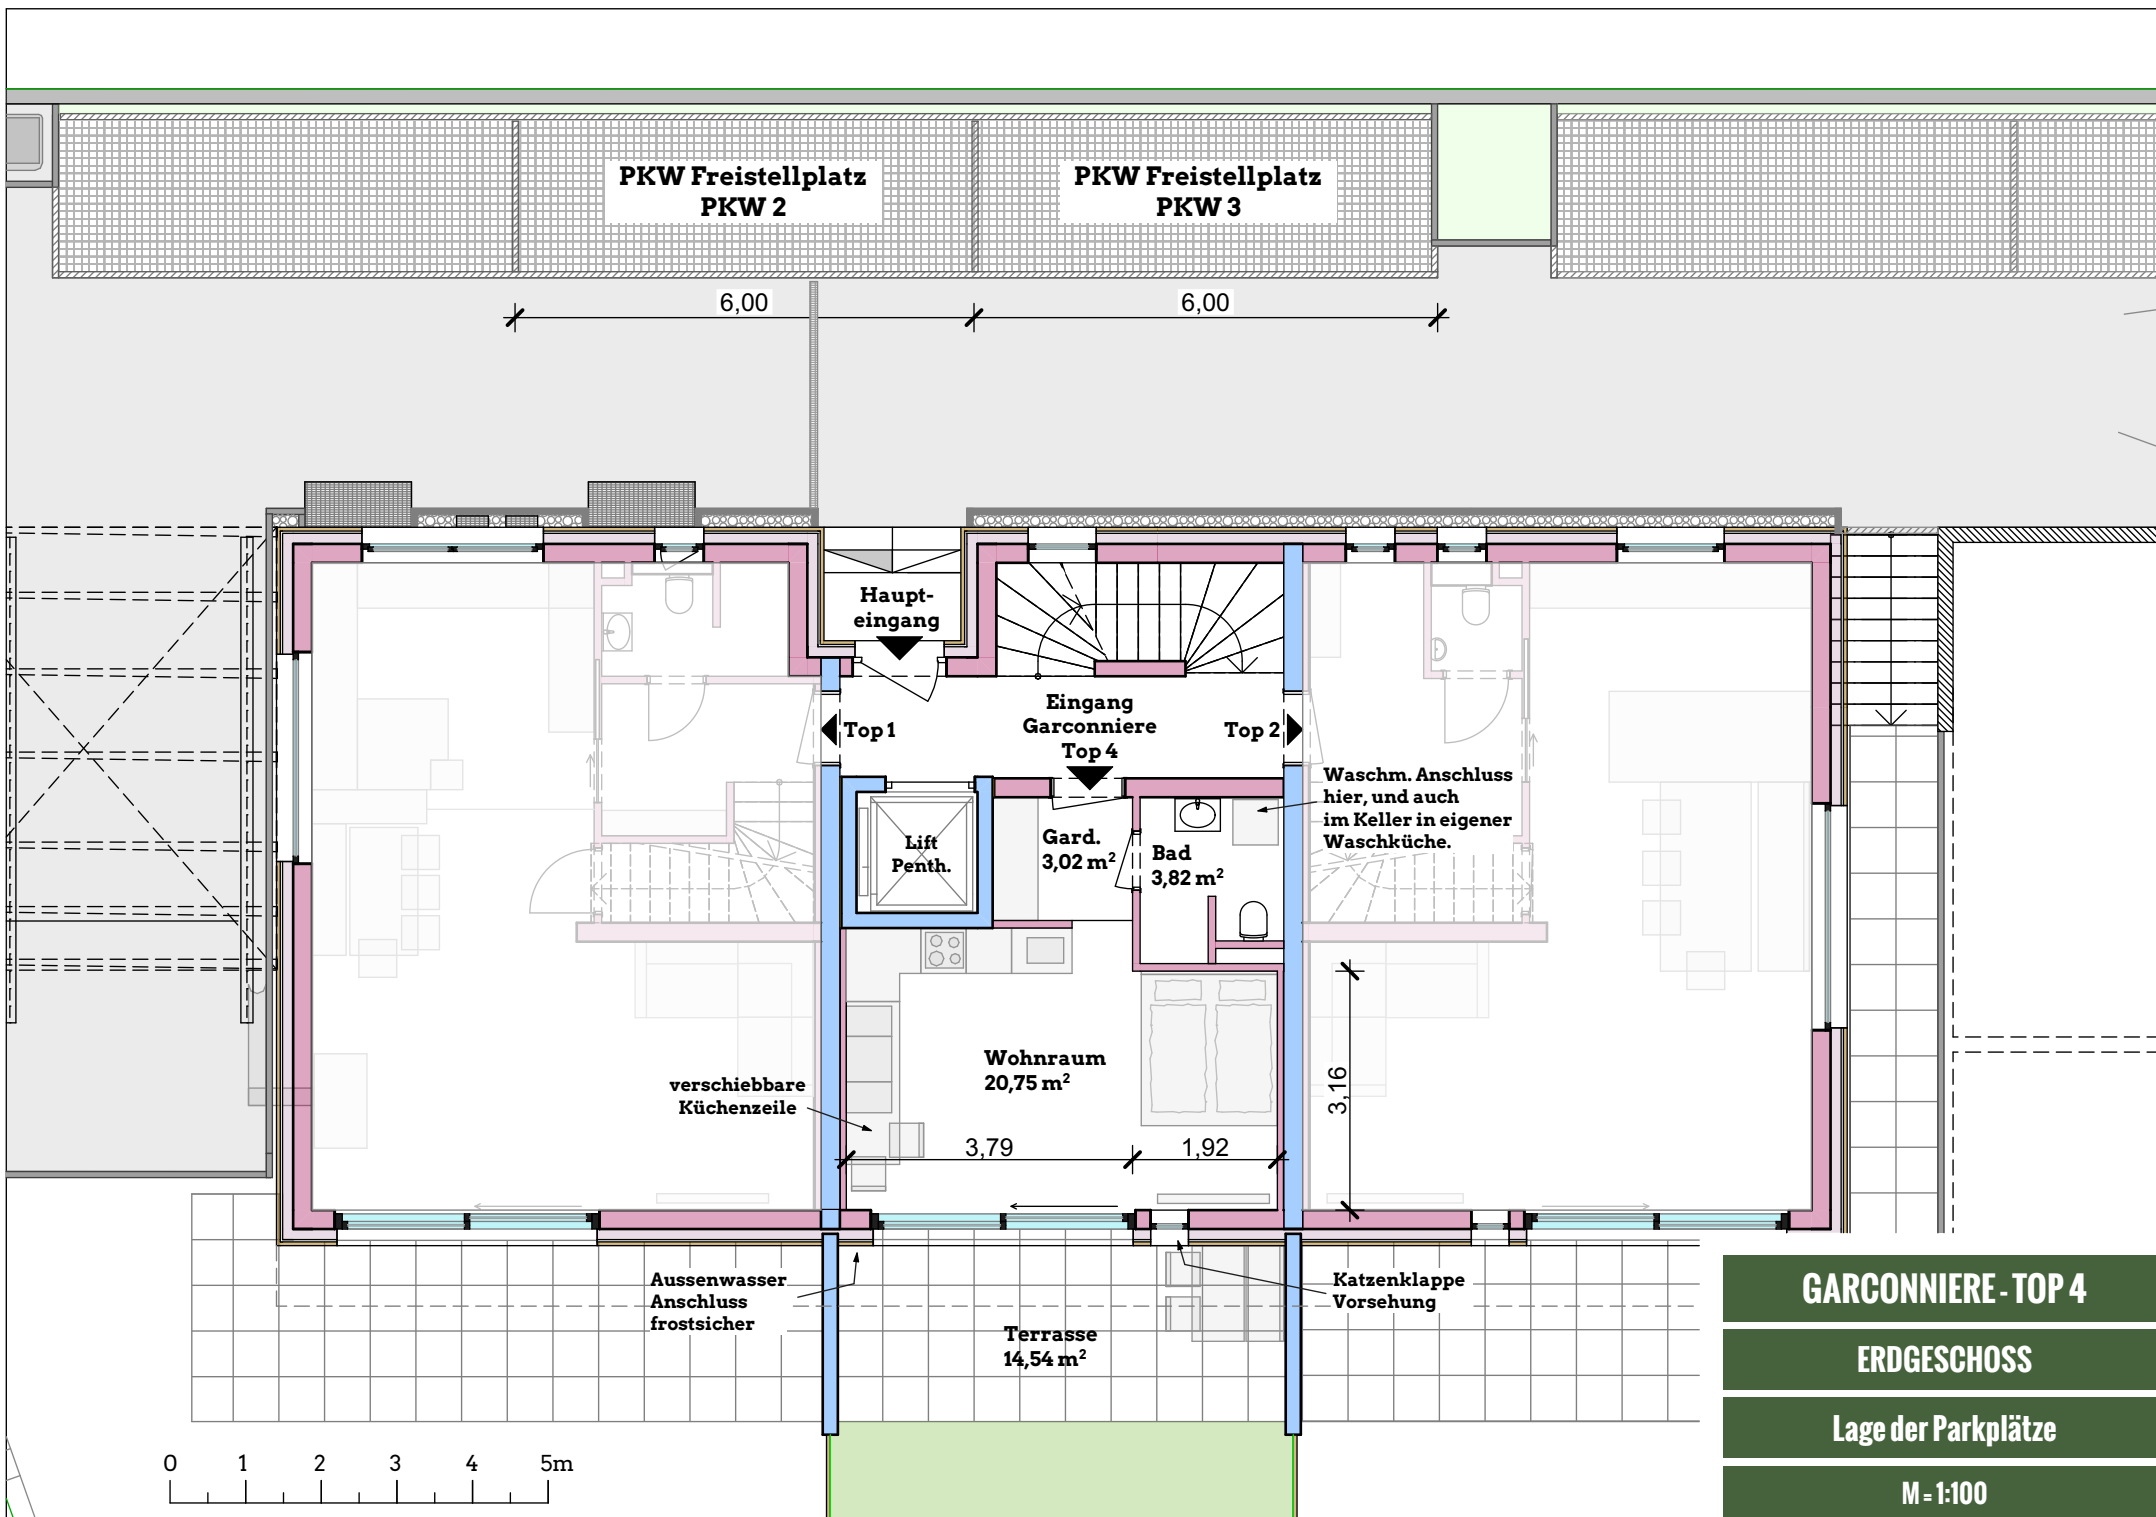 PKW Freistellplatz
PKW 2
PKW Freistellplatz
PKW 3
6,00
6,00
Haupt-
eingang
Eingang
Garconniere
Top 4
Top 1
Top 2
Waschm. Anschluss
hier, und auch
im Keller in eigener
Waschküche.
Lift
Penth.
Gard.
3,02 m²
Bad
3,82 m²
Wohnraum
20,75 m²
verschiebbare
Küchenzeile
3,16
3,79
1,92
Aussenwasser
Anschluss
frostsicher
Katzenklappe
Vorsehung
Terrasse
14,54 m²
GARCONNIERE - TOP 4
ERDGESCHOSS
Lage der Parkplätze
M = 1:100
0 1 2 3 4 5m